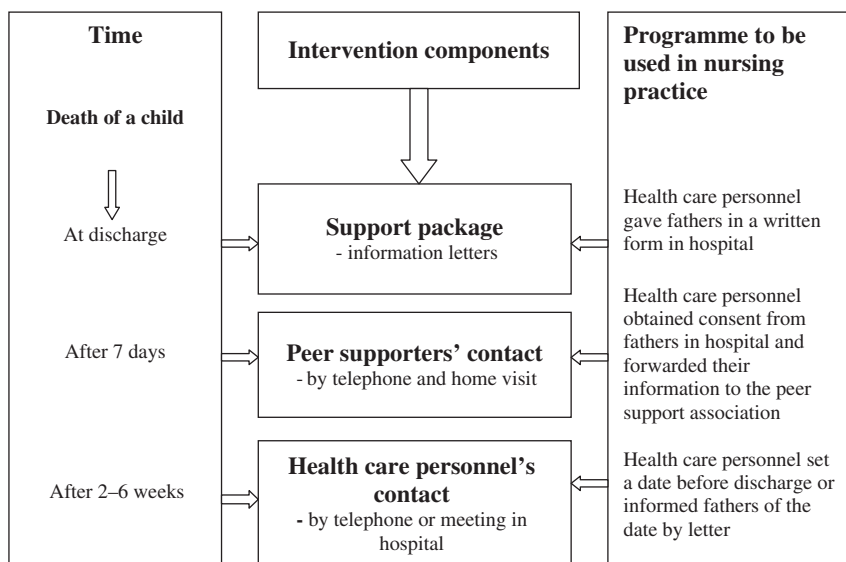 Time
Death of a child
At discharge
After 7 days
After 2–6 weeks
Intervention components
Support package
- information letters
Peer supporters’ contact
- by telephone and home visit
Health care personnel’s
contact
- by telephone or meeting in
hospital
Programme to be
used in nursing
practice
Health care personnel
gave fathers in a written
form in hospital
Health care personnel
obtained consent from
fathers in hospital and
forwarded their
information to the peer
support association
Health care personnel set
a date before discharge or
informed fathers of the
date by letter